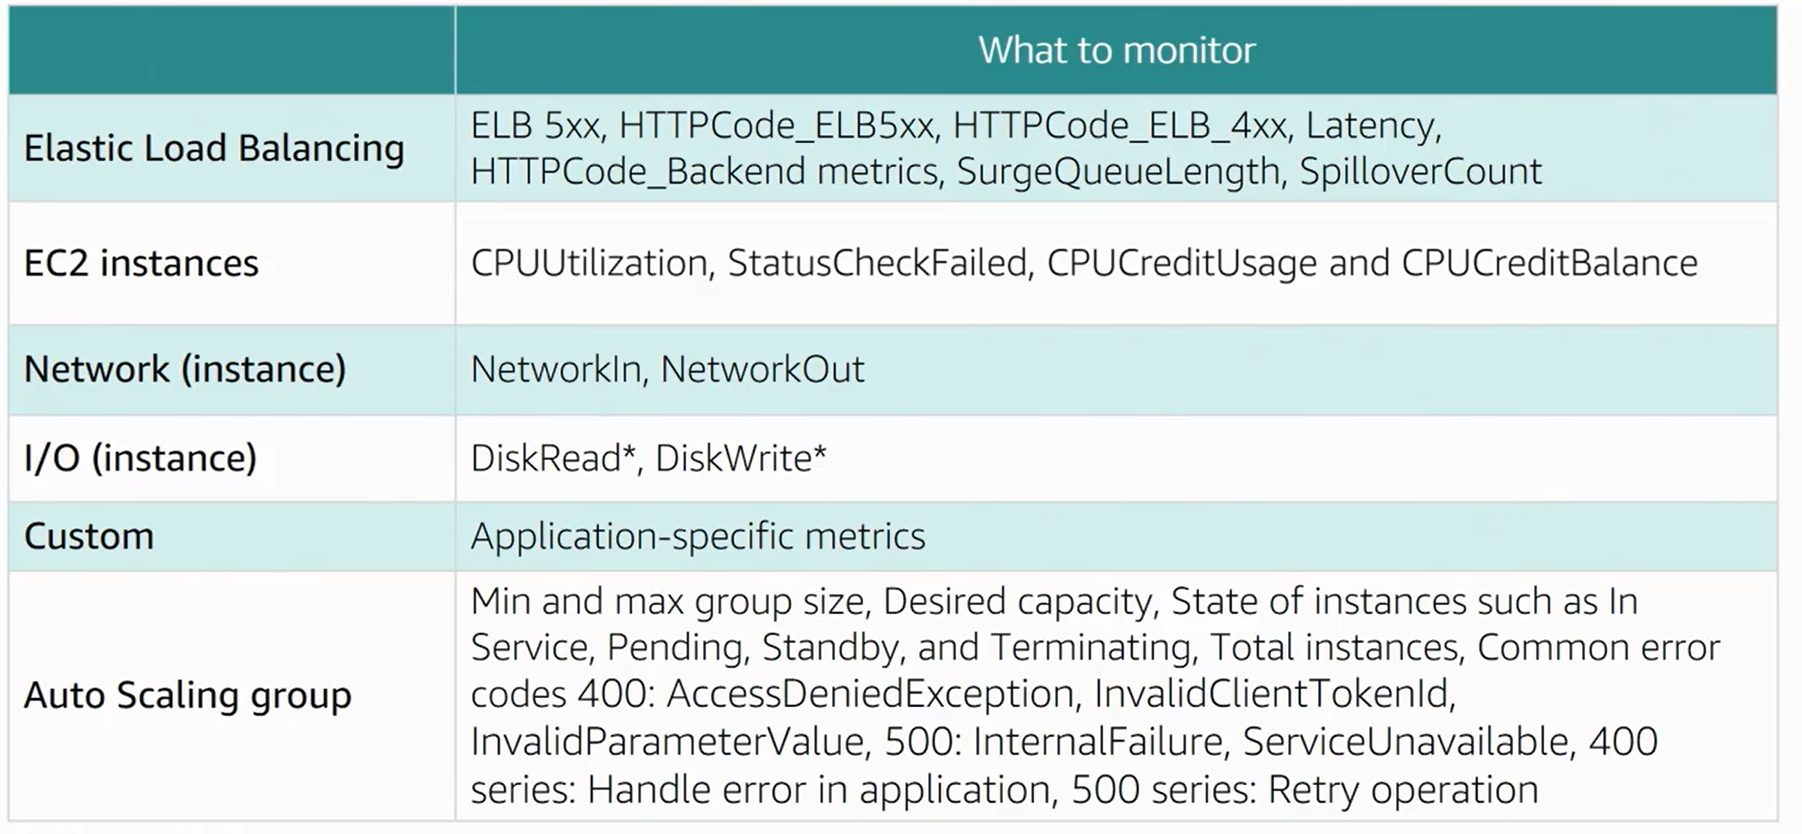 What to monitor
Elastic Load Balancing
ELB 5xx, HTTPCode_ELB5xx, HTTPCode_ELB_4xx, Latency,
HTTPCode_Backend metrics, SurgeQueueLength, SpilloverCount
EC2 instances
CPUUtilization, StatusCheckFailed, CPUCreditUsage and CPUCreditBalance
Network (instance)
NetworkIn, NetworkOut
I/O (instance)
DiskRead*, DiskWrite*
Custom
Application-specific metrics
Auto Scaling group
Min and max group size, Desired capacity, State of instances such as In
Service, Pending, Standby, and Terminating, Total instances, Common error
codes 400: AccessDeniedException, InvalidClientTokenId,
InvalidParameterValue, 500: InternalFailure, ServiceUnavailable, 400
series: Handle error in application, 500 series: Retry operation